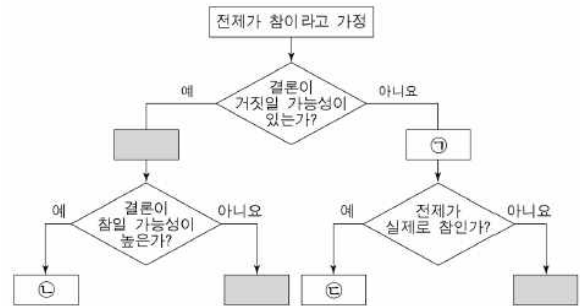 전제가 참이라고 가정
결론이
거짓일 가능성이
있는가?
예
아니요
㉠
결론이
참일 가능성이
높은가?
예
아니요
전제가
실제로 참인가?
예
아니요
㉡
㉢